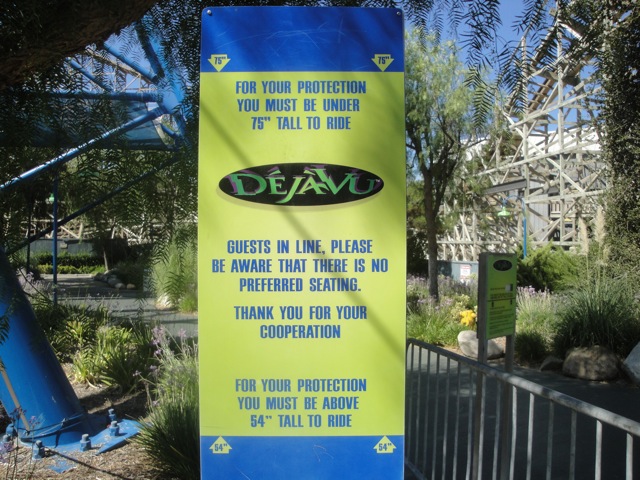 75" 75"
FOR YOUR PROTECTION
YOU MUST BE UNDER
75" TALL TO RIDE
DÉJÀ VU
GUESTS IN LINE, PLEASE
BE AWARE THAT THERE IS NO
PREFERRED SEATING.
THANK YOU FOR YOUR
COOPERATION
FOR YOUR PROTECTION
YOU MUST BE ABOVE
54" TALL TO RIDE
54" 54"